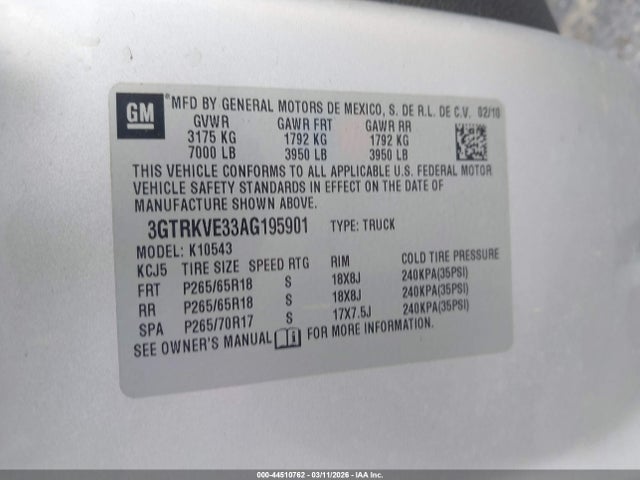 GM ®MFD BY GENERAL MOTORS DE MEXICO, S. DE R.L. DE C.V. 02/10
GVWR GAWR FRT GAWR RR
3175 KG 1792 KG 1792 KG
7000 LB 3950 LB 3950 LB
THIS VEHICLE CONFORMS TO ALL APPLICABLE U.S. FEDERAL MOTOR
VEHICLE SAFETY STANDARDS IN EFFECT ON THE DATE OF
MANUFACTURE SHOWN ABOVE.
3GTRKVE33AG195901 TYPE: TRUCK
MODEL: K10543
KCJ5 TIRE SIZE SPEED RTG RIM COLD TIRE PRESSURE
FRT P265/65R18 S 18X8J 240KPA(35PSI)
RR P265/65R18 S 18X8J 240KPA(35PSI)
SPA P265/70R17 S 17X7.5J 240KPA(35PSI)
SEE OWNER'S MANUAL FOR MORE INFORMATION.
000-44510762 - 03/11/2026 - IAA Inc.